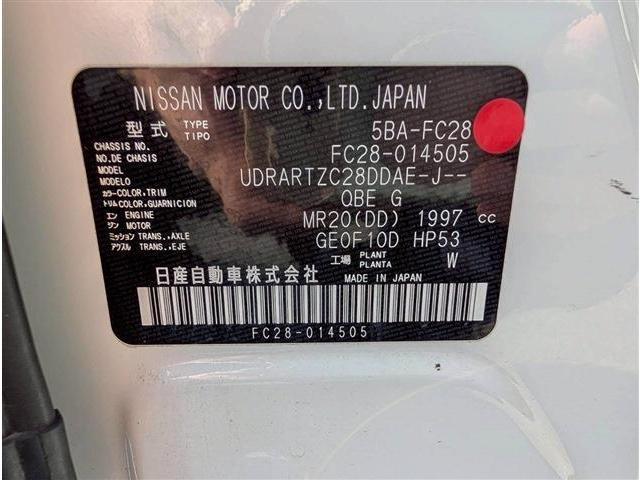 NISSAN MOTOR CO.,LTD.JAPAN
型式 TYPE TIPO 5BA-FC28
CHASSIS NO.
NO.DE CHASSIS FC28-014505
MODEL
MODELO UDRARTZC28DDAE-J--
カラー COLOR,TRIM
トリム COLOR,GUARNICION QBE G
エン ENGINE
ジン MOTOR MR20(DD) 1997 CC
ミッション TRANS.,AXLE
アクスル TRANS.,EJE GE0F10D HP53
工場 PLANT PLANTA W
日産自動車株式会社 MADE IN JAPAN
FC28-014505